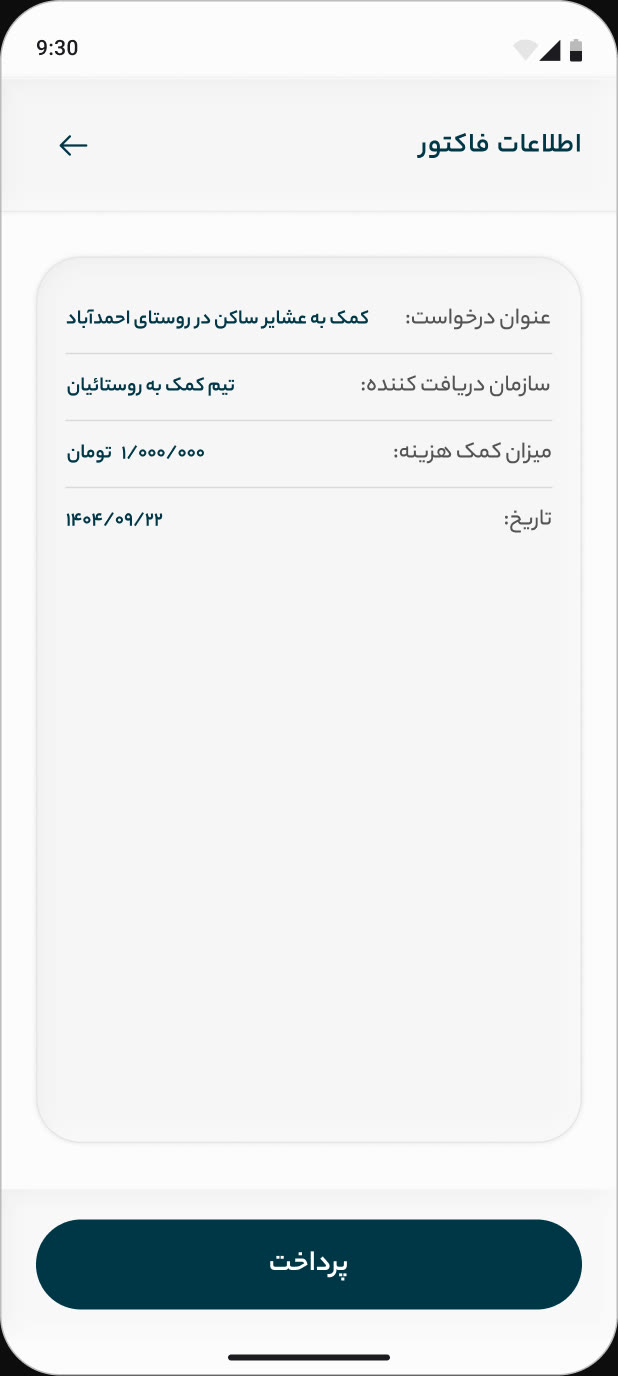 9:30
اطلاعات فاکتور
عنوان درخواست: کمک به عشایر ساکن در روستای احمدآباد
سازمان دریافت کننده: تیم کمک به روستائیان
میزان کمک هزینه: ۱/۰۰۰/۰۰۰ تومان
تاریخ: ۱۴۰۴/۰۹/۲۲
پرداخت